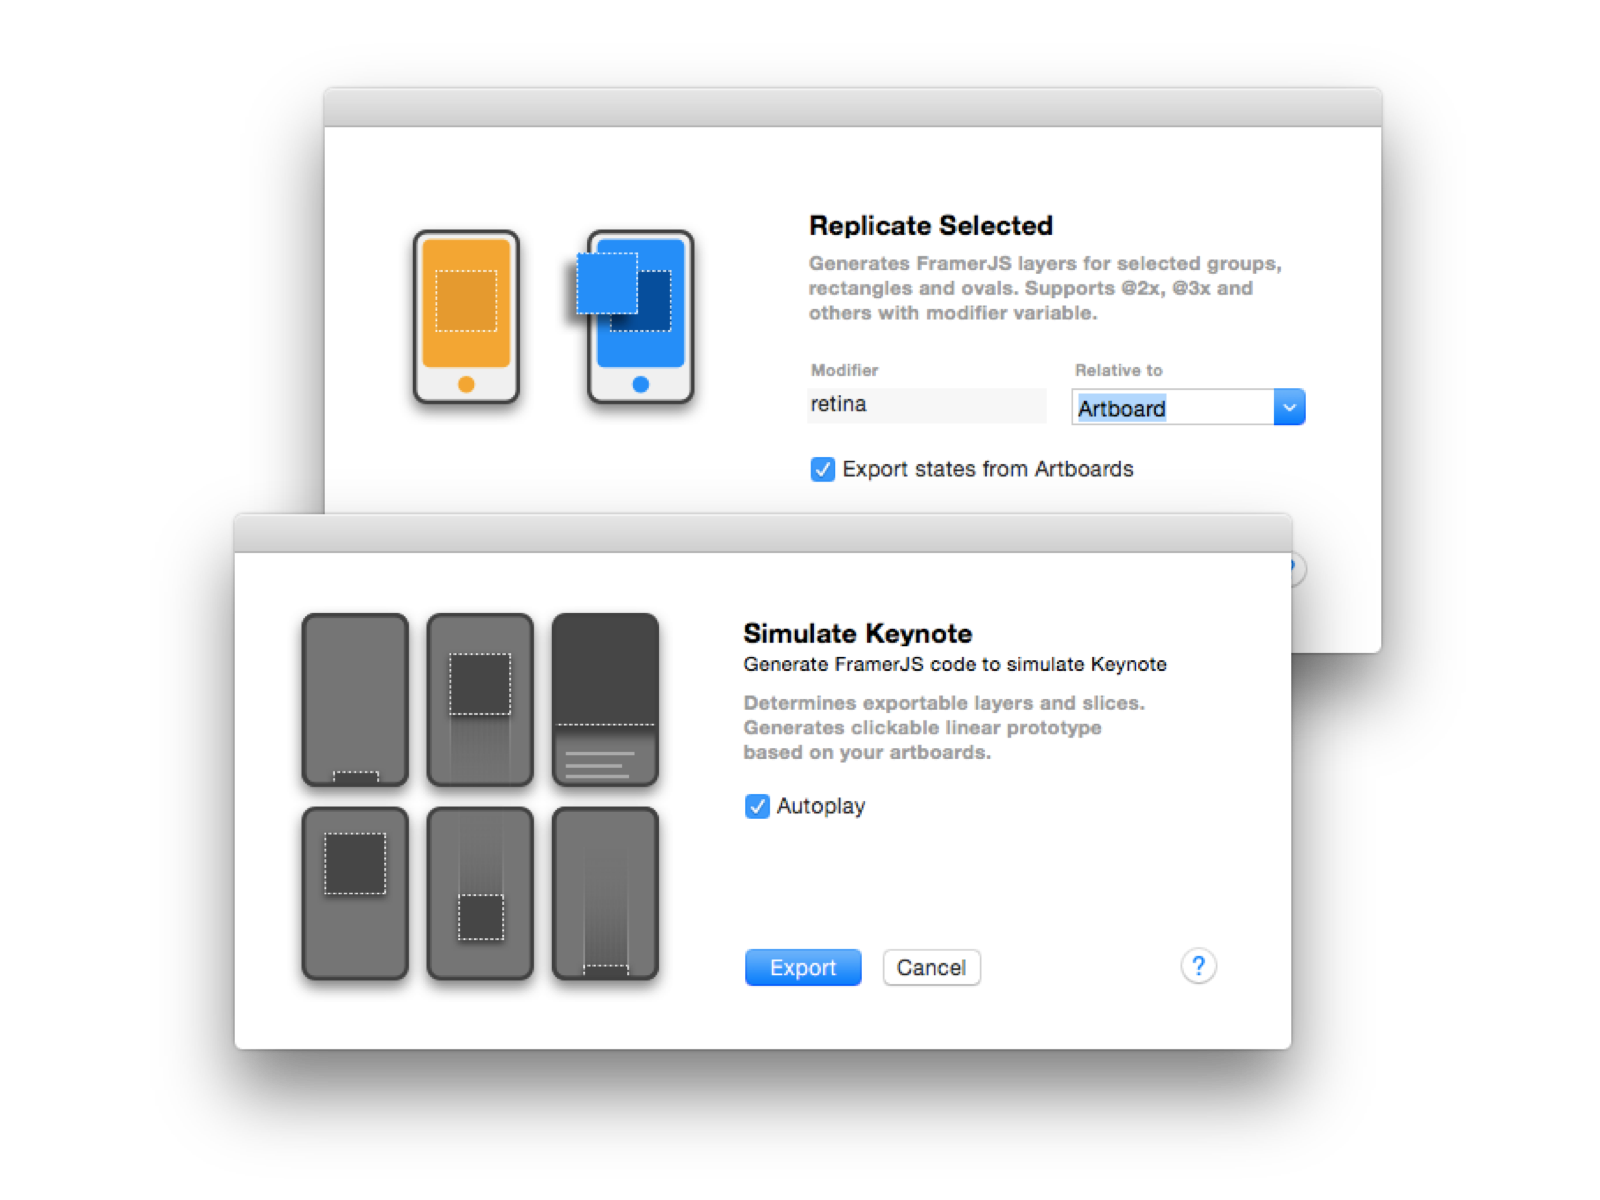 Replicate Selected
Generates FramerJS layers for selected groups,
rectangles and ovals. Supports @2x, @3x and
others with modifier variable.
Modifier
Relative to
retina
Artboard
Export states from Artboards
Simulate Keynote
Generate FramerJS code to simulate Keynote
Determines exportable layers and slices.
Generates clickable linear prototype
based on your artboards.
Autoplay
Export
Cancel
?